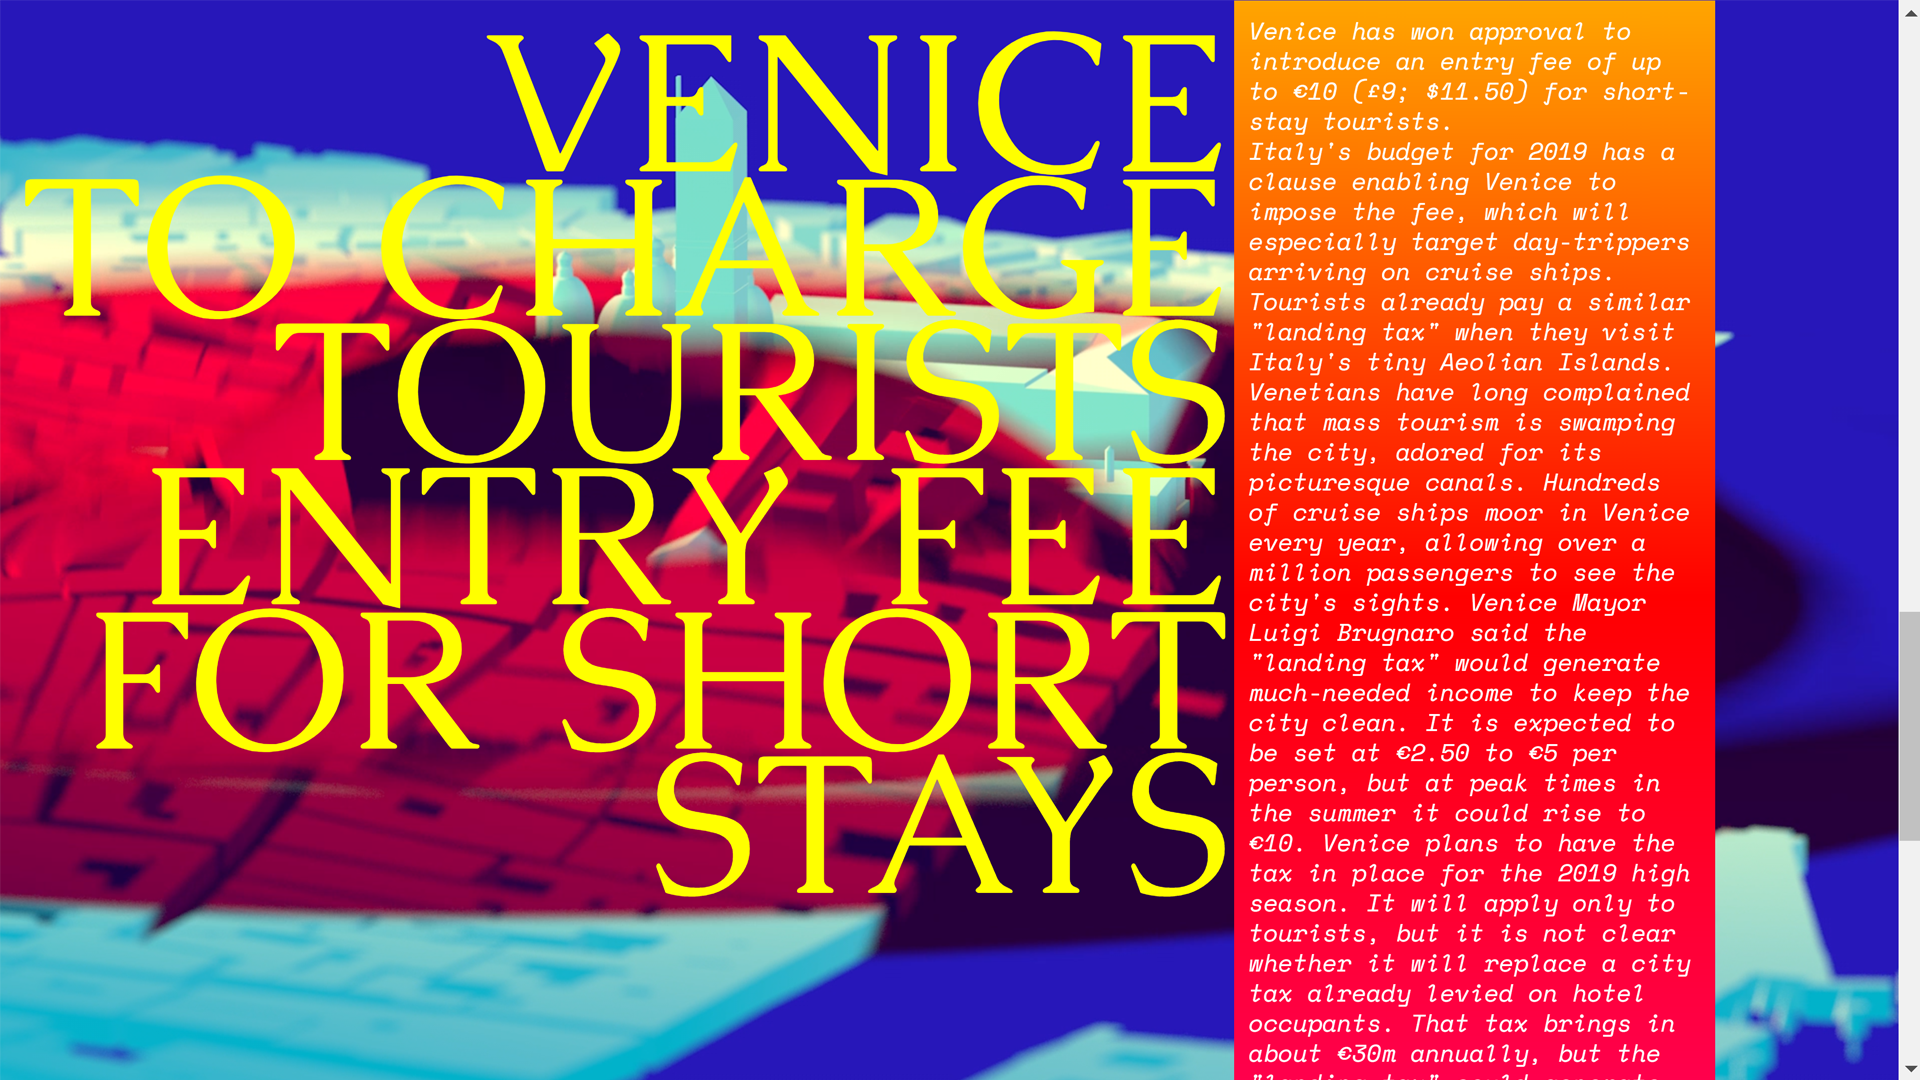 VENICE
TO CHARGE
TOURISTS
ENTRY FEE
FOR SHORT
STAYS
Venice has won approval to
introduce an entry fee of up
to €10 (£9; $11.50) for short-
stay tourists.
Italy's budget for 2019 has a
clause enabling Venice to
impose the fee, which will
especially target day-trippers
arriving on cruise ships.
Tourists already pay a similar
"landing tax" when they visit
Italy's tiny Aeolian Islands.
Venetians have long complained
that mass tourism is swamping
the city, adored for its
picturesque canals. Hundreds
of cruise ships moor in Venice
every year, allowing over a
million passengers to see the
city's sights. Venice Mayor
Luigi Brugnaro said the
"landing tax" would generate
much-needed income to keep the
city clean. It is expected to
be set at €2.50 to €5 per
person, but at peak times in
the summer it could rise to
€10. Venice plans to have the
tax in place for the 2019 high
season. It will apply only to
tourists, but it is not clear
whether it will replace a city
tax already levied on hotel
occupants. That tax brings in
about €30m annually, but the